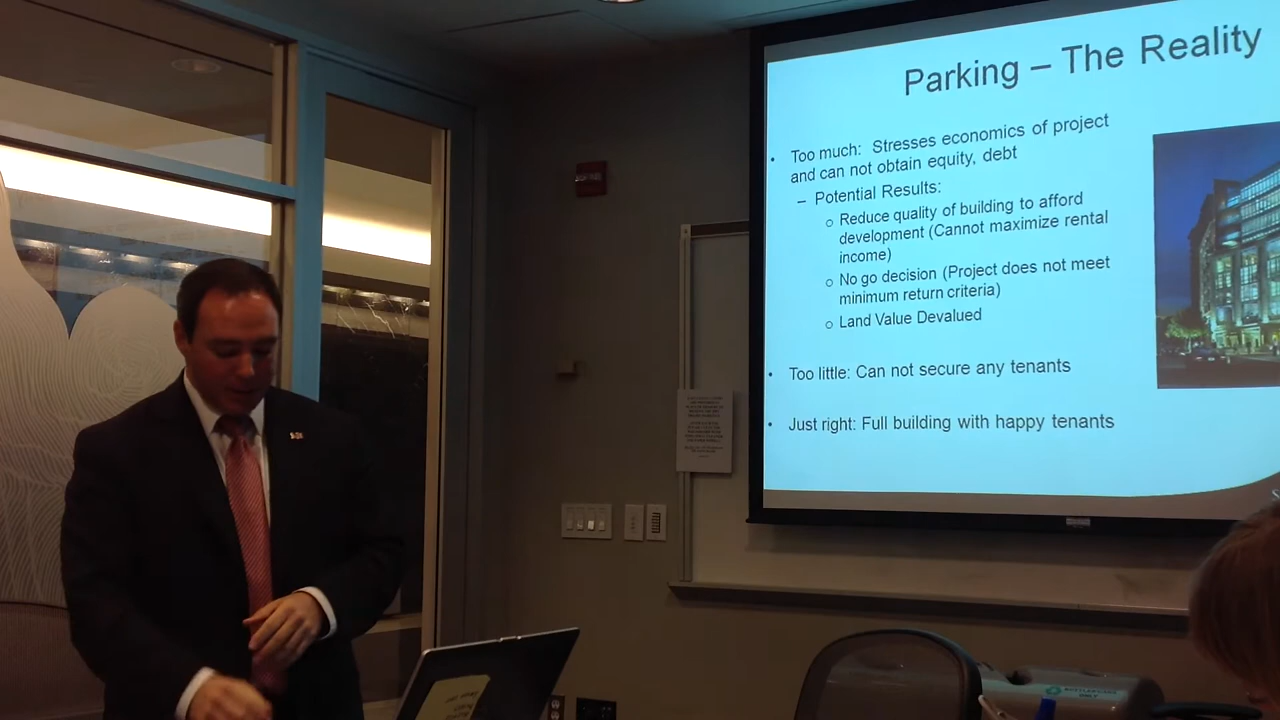 Parking – The Reality
• Too much: Stresses economics of project
and can not obtain equity, debt
– Potential Results:
○ Reduce quality of building to afford
development (Cannot maximize rental
income)
○ No go decision (Project does not meet
minimum return criteria)
○ Land Value Devalued
• Too little: Can not secure any tenants
• Just right: Full building with happy tenants